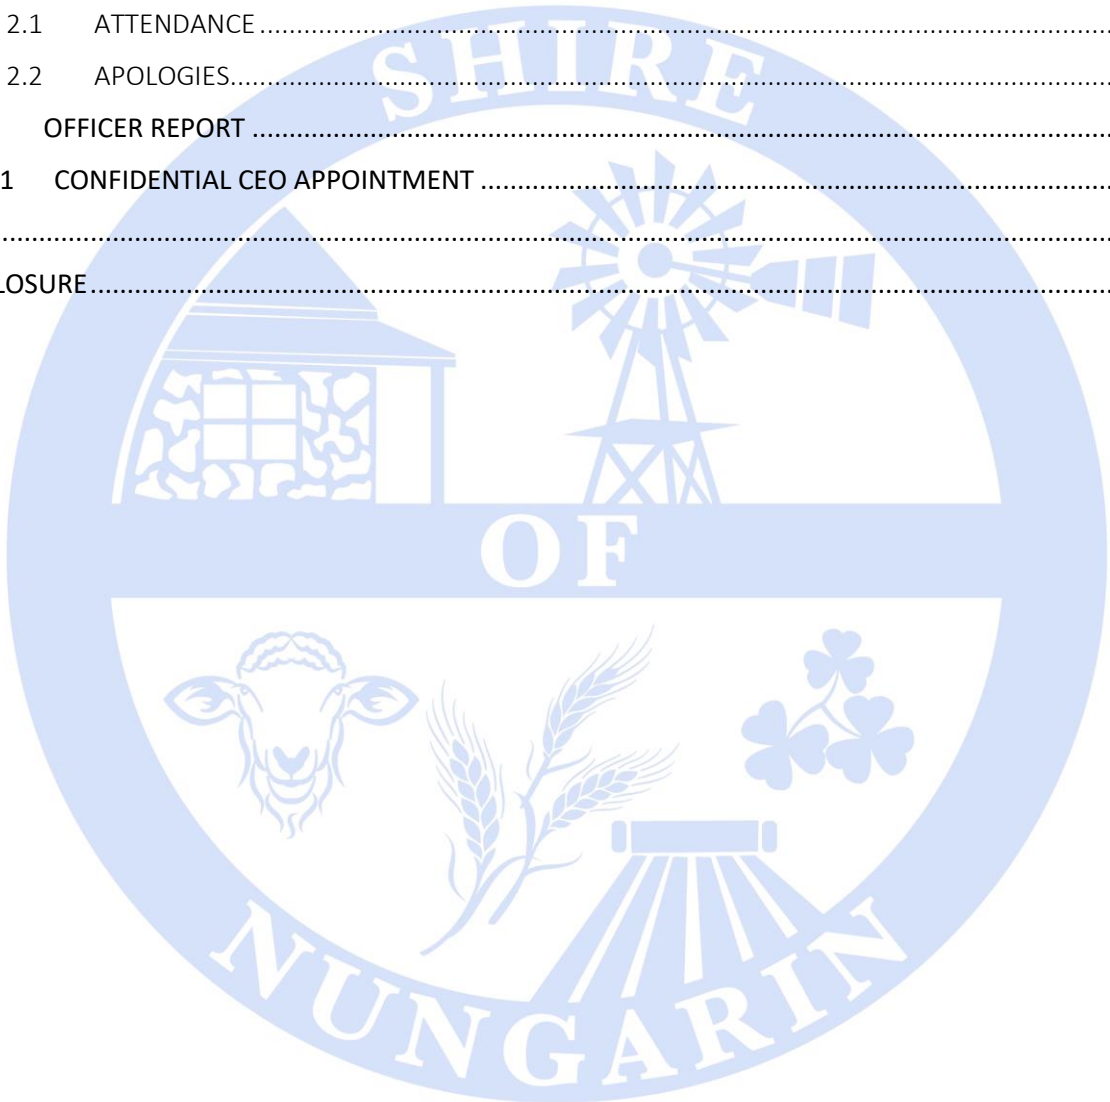 2.1 ATTENDANCE ................................................................
2.2 APOLOGIES ................................................................
OFFICER REPORT ................................................................
1 CONFIDENTIAL CEO APPOINTMENT ................................................................
................................................................
LOSURE ................................................................
SHIRE
OF
NUNGARIN